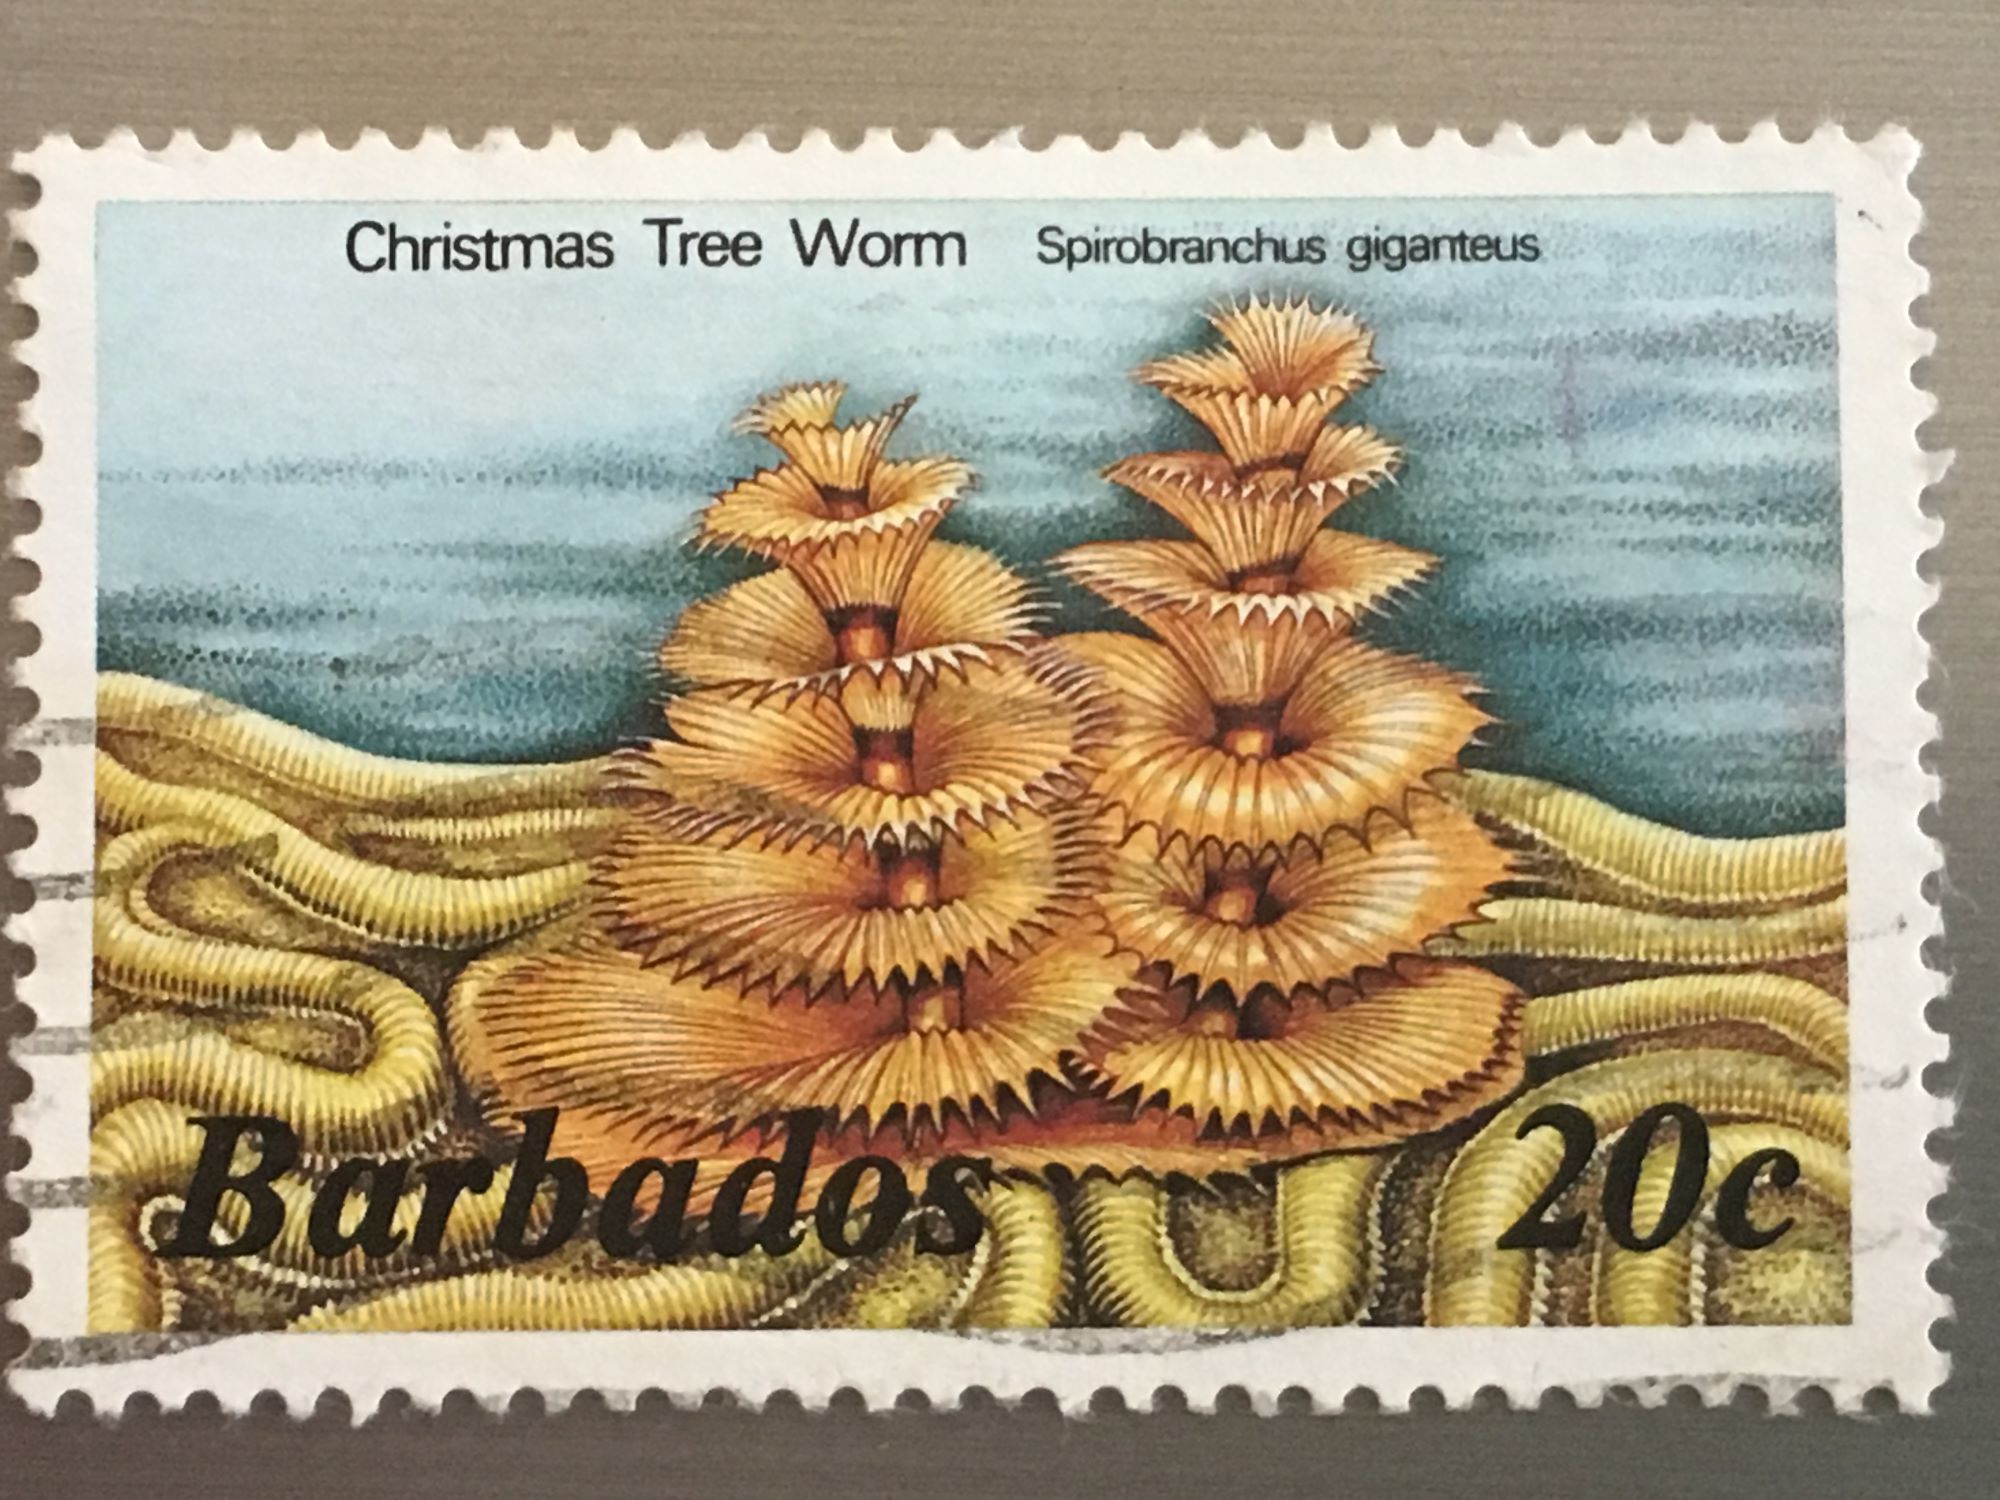 Christmas Tree Worm Spirobranchus giganteus
Barbados 20c